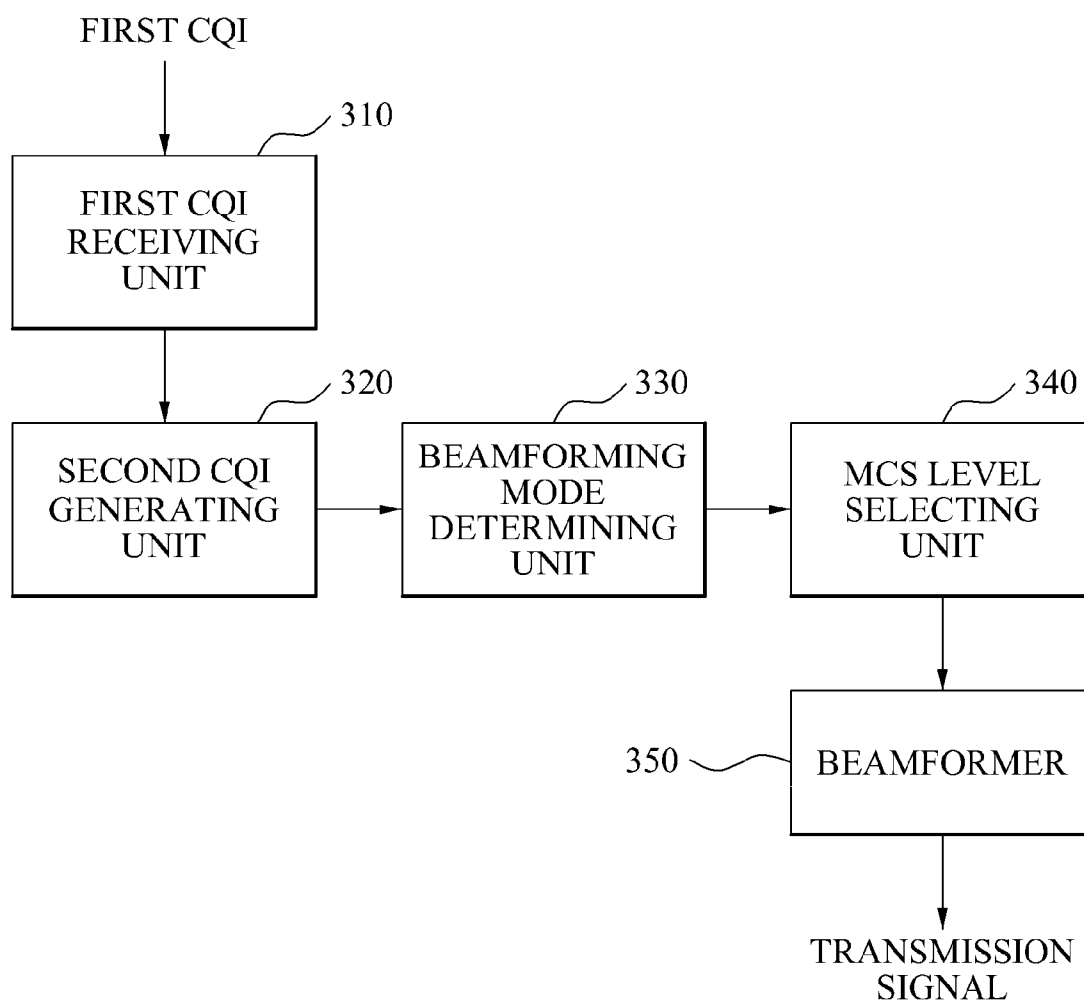 FIRST CQI
310
FIRST CQI
RECEIVING
UNIT
320
330
340
SECOND CQI
GENERATING
UNIT
BEAMFORMING
MODE
DETERMINING
UNIT
MCS LEVEL
SELECTING
UNIT
350
BEAMFORMER
TRANSMISSION
SIGNAL